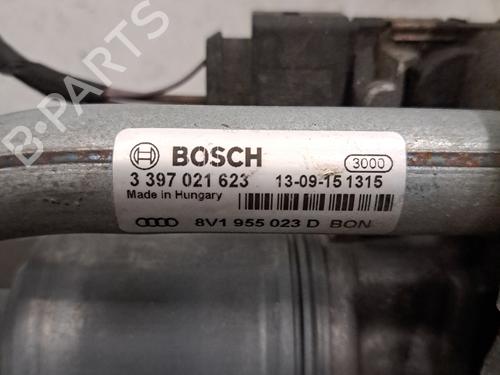 B-PARTS
BOSCH
3000
3 397 021 623 13-09-15 1315
Made in Hungary
8V1 955 023 D BON